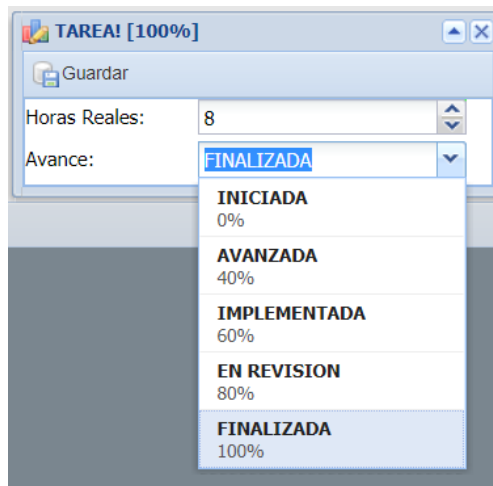 TAREA! [100%]
Guardar
Horas Reales: 8
Avance: FINALIZADA
INICIADA
0%
AVANZADA
40%
IMPLEMENTADA
60%
EN REVISION
80%
FINALIZADA
100%